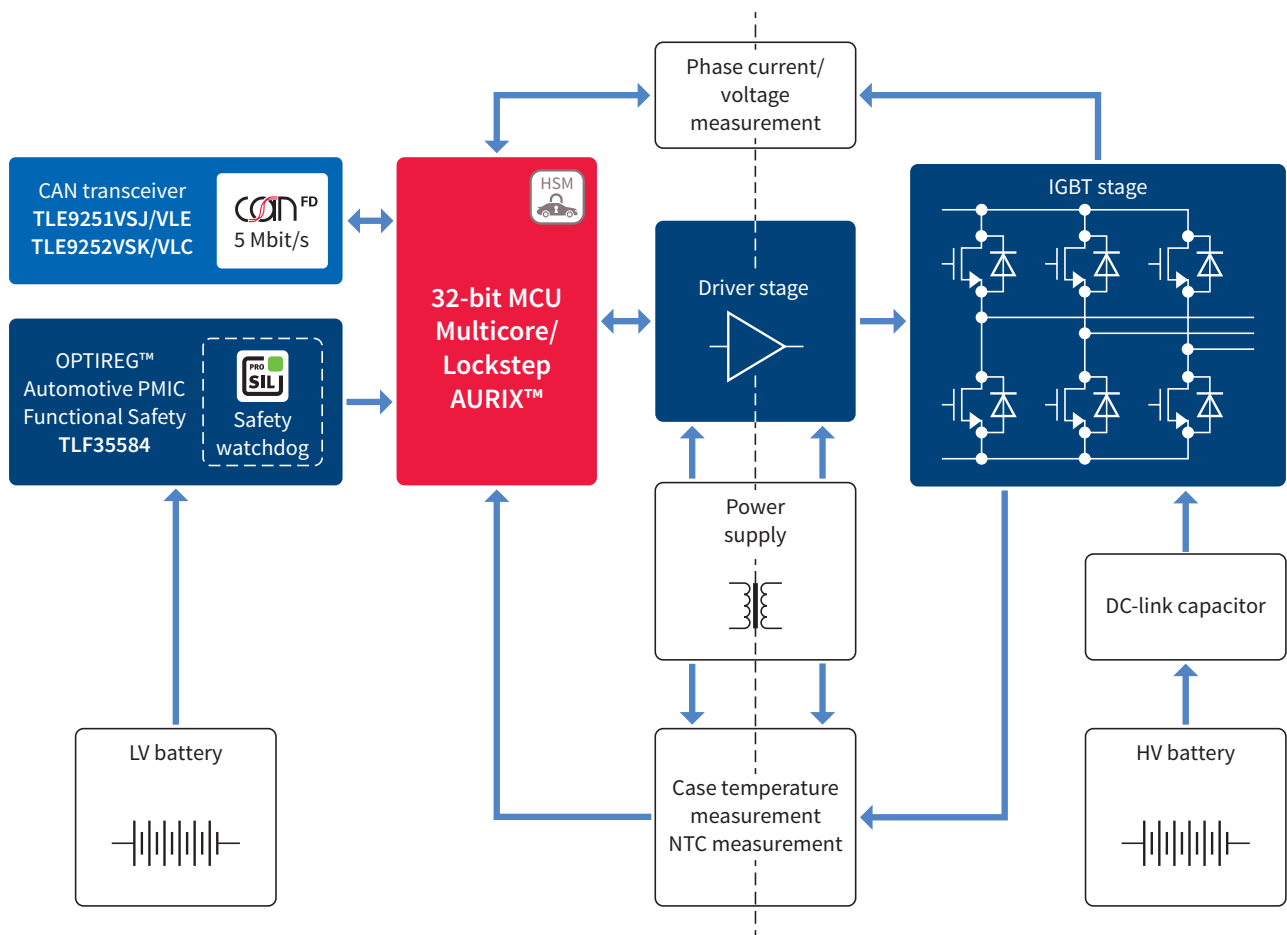 Phase current/
voltage
measurement
CAN transceiver
TLE9251VSJ/VLE
TLE9252VSK/VLC
CAN FD
5 Mbit/s
HSM
32-bit MCU
Multicore/
Lockstep
AURIX™
Driver stage
IGBT stage
OPTIREG™
Automotive PMIC
Functional Safety
TLF35584
PRO
SIL
Safety
watchdog
Power
supply
DC-link capacitor
LV battery
Case temperature
measurement
NTC measurement
HV battery